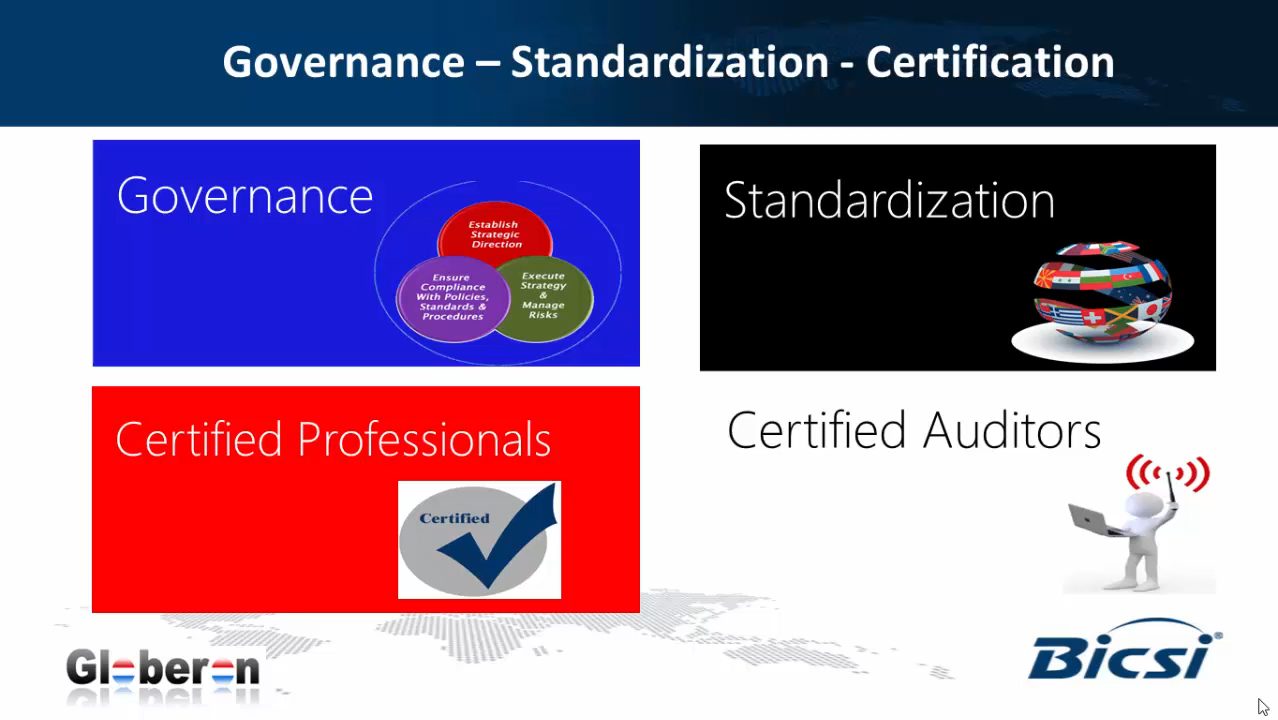 Governance – Standardization - Certification
Governance
Establish
Strategic
Direction
Ensure
Compliance
With Policies,
Standards &
Procedures
Execute
Strategy
&
Manage
Risks
Standardization
Certified Professionals
Certified
Certified Auditors
Globeron
Bicsi®